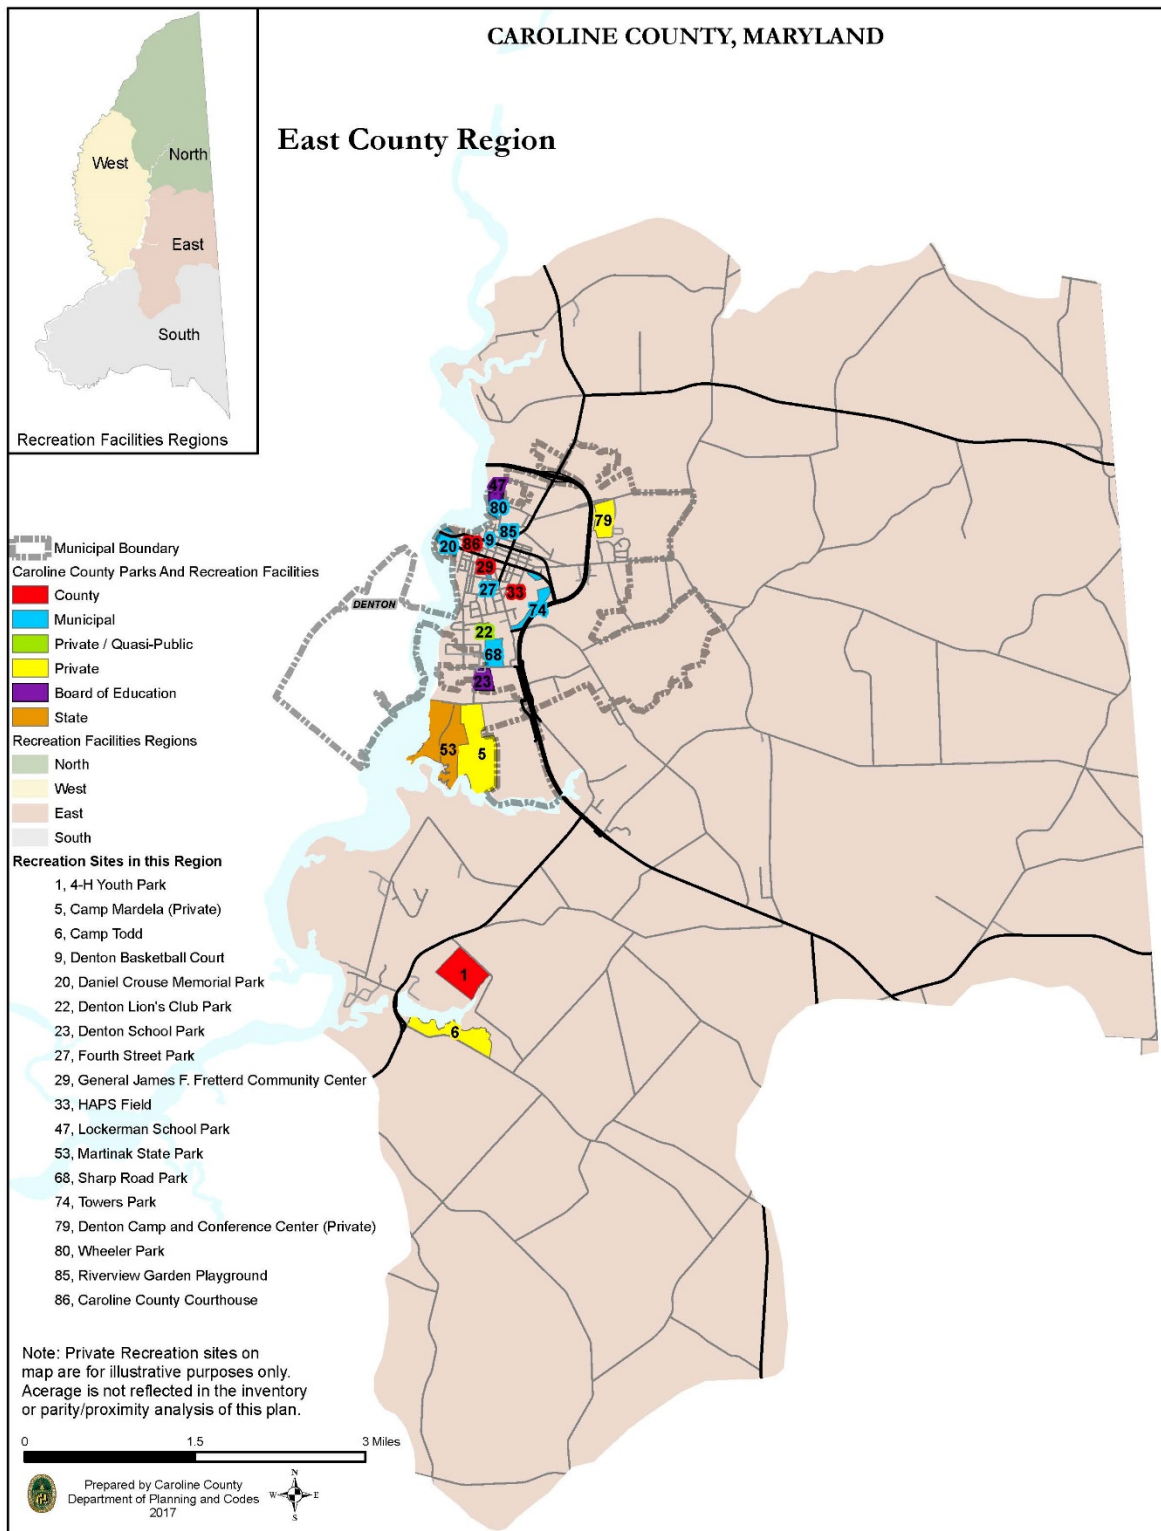 CAROLINE COUNTY, MARYLAND
East County Region
West
North
East
South
Recreation Facilities Regions
Municipal Boundary
Caroline County Parks And Recreation Facilities
County
Municipal
Private / Quasi-Public
Private
Board of Education
State
Recreation Facilities Regions
North
West
East
South
Recreation Sites in this Region
1, 4-H Youth Park
5, Camp Mardela (Private)
6, Camp Todd
9, Denton Basketball Court
20, Daniel Crouse Memorial Park
22, Denton Lion's Club Park
23, Denton School Park
27, Fourth Street Park
29, General James F. Fretterd Community Center
33, HAPS Field
47, Lockerman School Park
53, Martinak State Park
68, Sharp Road Park
74, Towers Park
79, Denton Camp and Conference Center (Private)
80, Wheeler Park
85, Riverview Garden Playground
86, Caroline County Courthouse
47
80
79
85
9
20
86
29
27
33
74
DENTON
22
68
23
53
5
1
6
Note: Private Recreation sites on
map are for illustrative purposes only.
Acerage is not reflected in the inventory
or parity/proximity analysis of this plan.
0 1.5 3 Miles
Prepared by Caroline County
Department of Planning and Codes
2017
N
W E
S